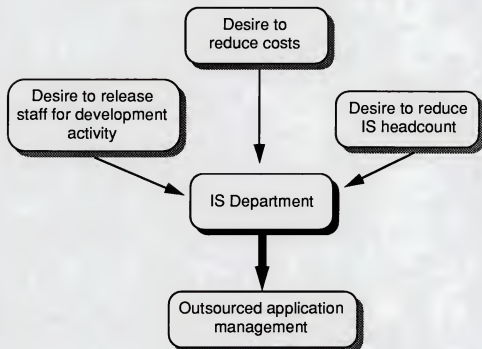 Desire to
reduce costs
Desire to release
staff for development
activity
Desire to reduce
IS headcount
IS Department
Outsourced application
management